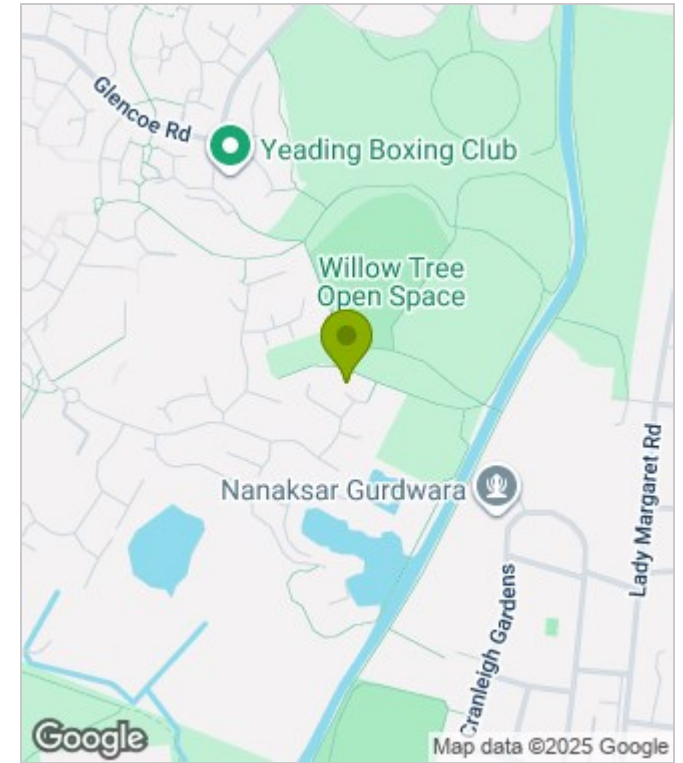 Glencoe Rd
Yeading Boxing Club
Willow Tree
Open Space
Nanaksar Gurdwara
Lady Margaret Rd
Cranleigh Gardens
Google
Map data ©2025 Google